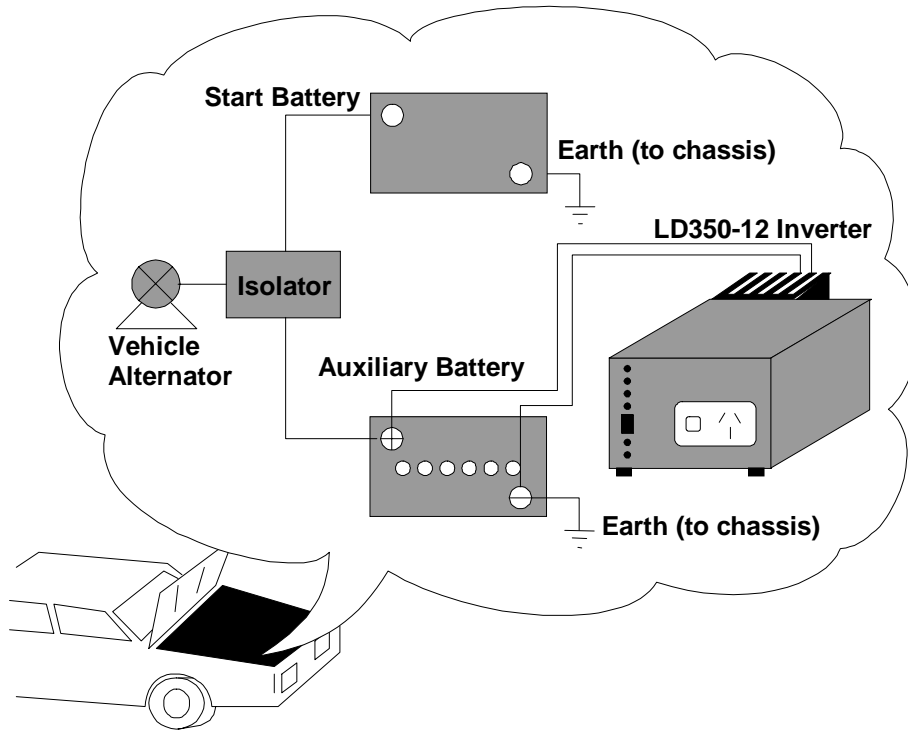 Start Battery
Earth (to chassis)
LD350-12 Inverter
Isolator
Vehicle
Alternator
Auxiliary Battery
Earth (to chassis)